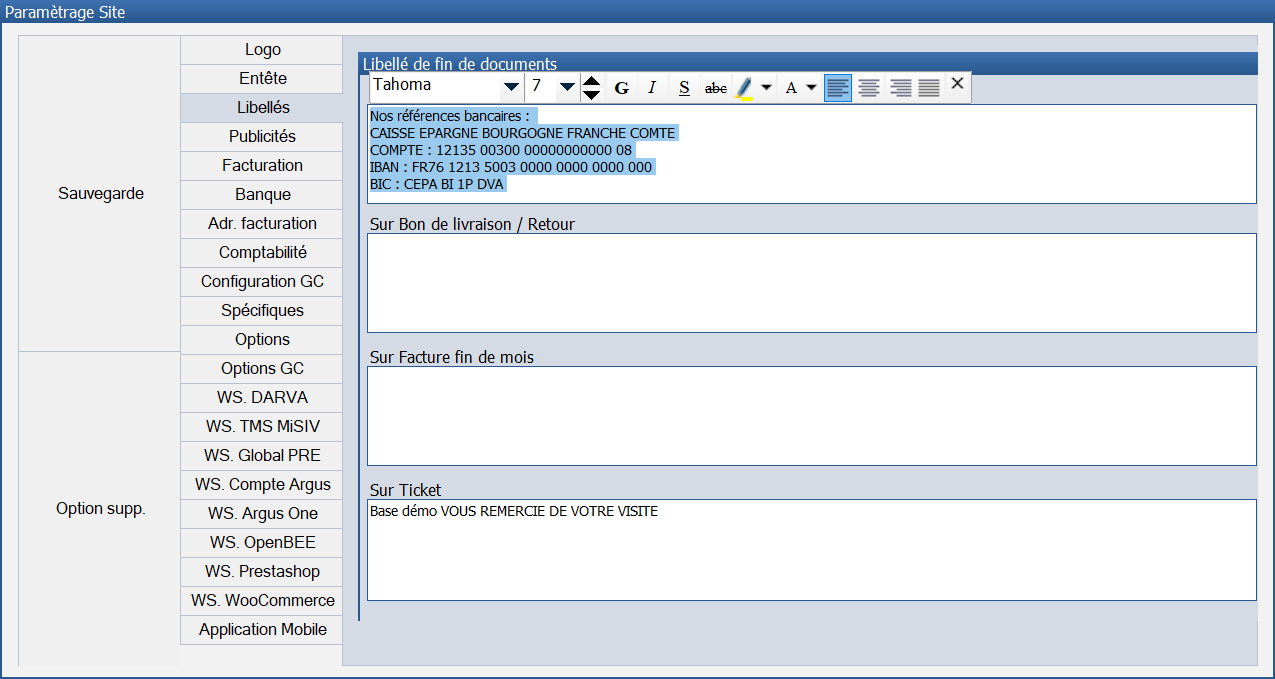 Paramètrage Site
Sauvegarde
Option supp.
Logo
Entête
Libellés
Publicités
Facturation
Banque
Adr. facturation
Comptabilité
Configuration GC
Spécifiques
Options
Options GC
WS. DARVA
WS. TMS MiSIV
WS. Global PRE
WS. Compte Argus
WS. Argus One
WS. OpenBEE
WS. Prestashop
WS. WooCommerce
Application Mobile
Libellé de fin de documents
Tahoma 7 G I S abc A
Nos références bancaires :
CAISSE EPARGNE BOURGOGNE FRANCHE COMTE
COMPTE : 12135 00300 00000000000 08
IBAN : FR76 1213 5003 0000 0000 0000 000
BIC : CEPA BI 1P DVA
Sur Bon de livraison / Retour
Sur Facture fin de mois
Sur Ticket
Base démo VOUS REMERCIE DE VOTRE VISITE